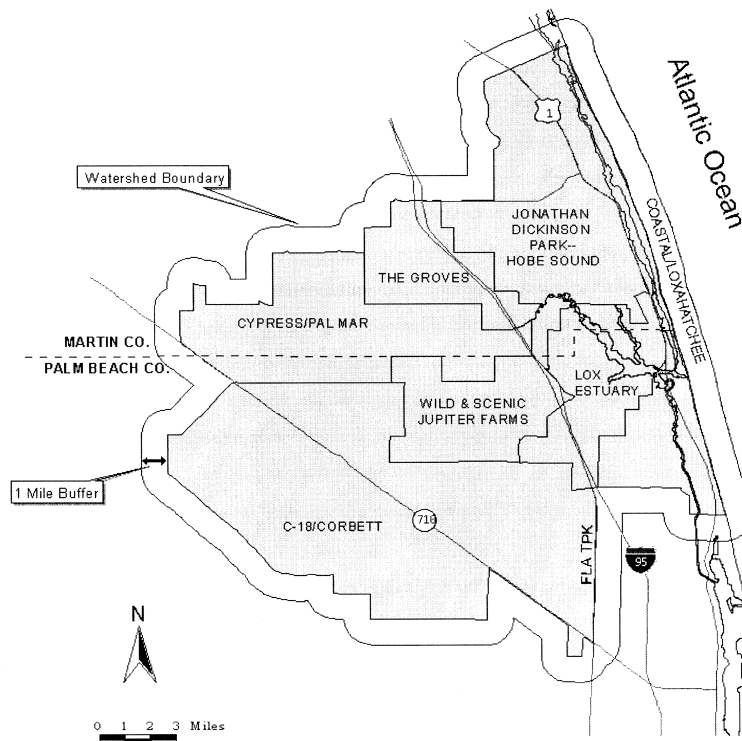 Atlantic Ocean
1
Watershed Boundary
COASTAL/LOXAHATCHEE
JONATHAN
DICKINSON
PARK--
HOBE SOUND
THE GROVES
CYPRESS/PAL MAR
MARTIN CO.
PALM BEACH CO.
LOX
ESTUARY
WILD & SCENIC
JUPITER FARMS
1 Mile Buffer
C-18/CORBETT
710
FLA TPK
95
N
0 1 2 3 Miles